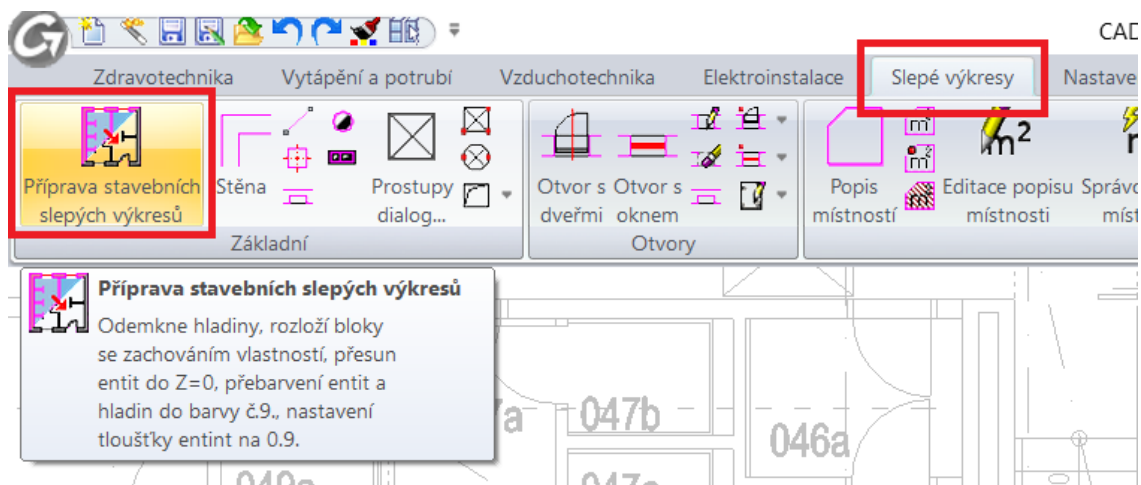 CAD
Zdravotechnika Vytápění a potrubí Vzduchotechnika Elektroinstalace Slepé výkresy Nastave
Příprava stavebních slepých výkresů
Stěna
Prostupy dialog...
Základní
Otvor s dveřmi
Otvor s oknem
Otvory
Popis místností
m²
Editace popisu místnosti
Správo
míst
Příprava stavebních slepých výkresů
Odemkne hladiny, rozloží bloky
se zachováním vlastností, přesun
entit do Z=0, přebarvení entit a
hladin do barvy č.9., nastavení
tloušťky entint na 0.9.
047b
046a